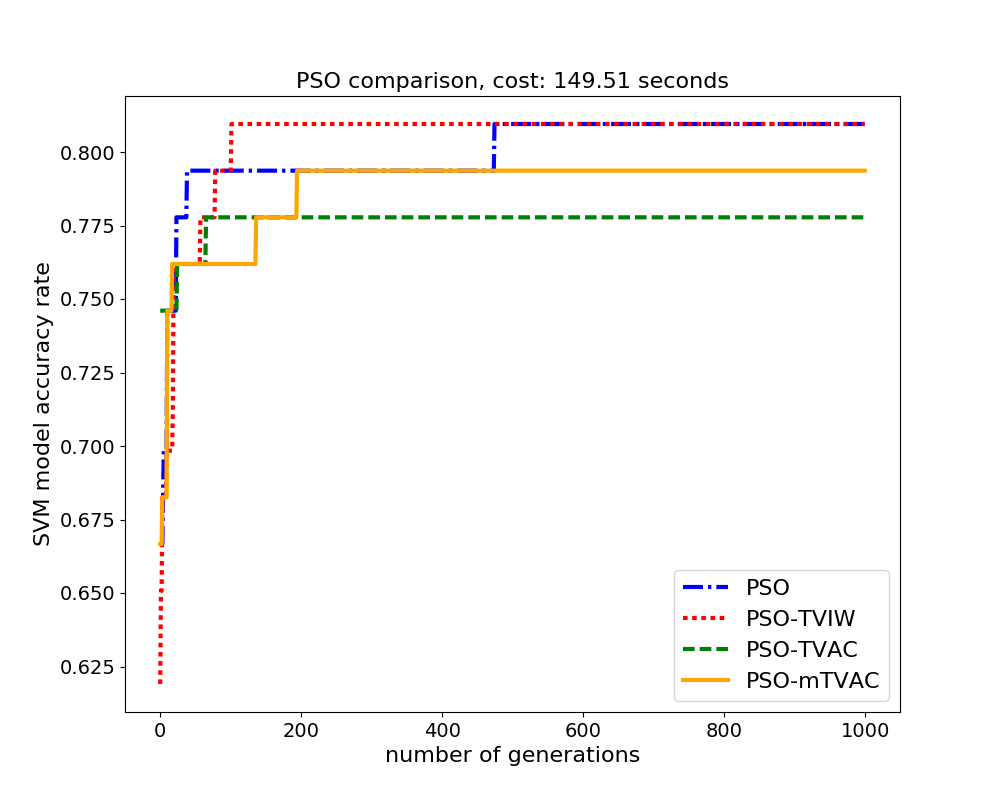 PSO comparison, cost: 149.51 seconds
SVM model accuracy rate
0.800
0.775
0.750
0.725
0.700
0.675
0.650
0.625
PSO
PSO-TVIW
PSO-TVAC
PSO-mTVAC
0 200 400 600 800 1000
number of generations